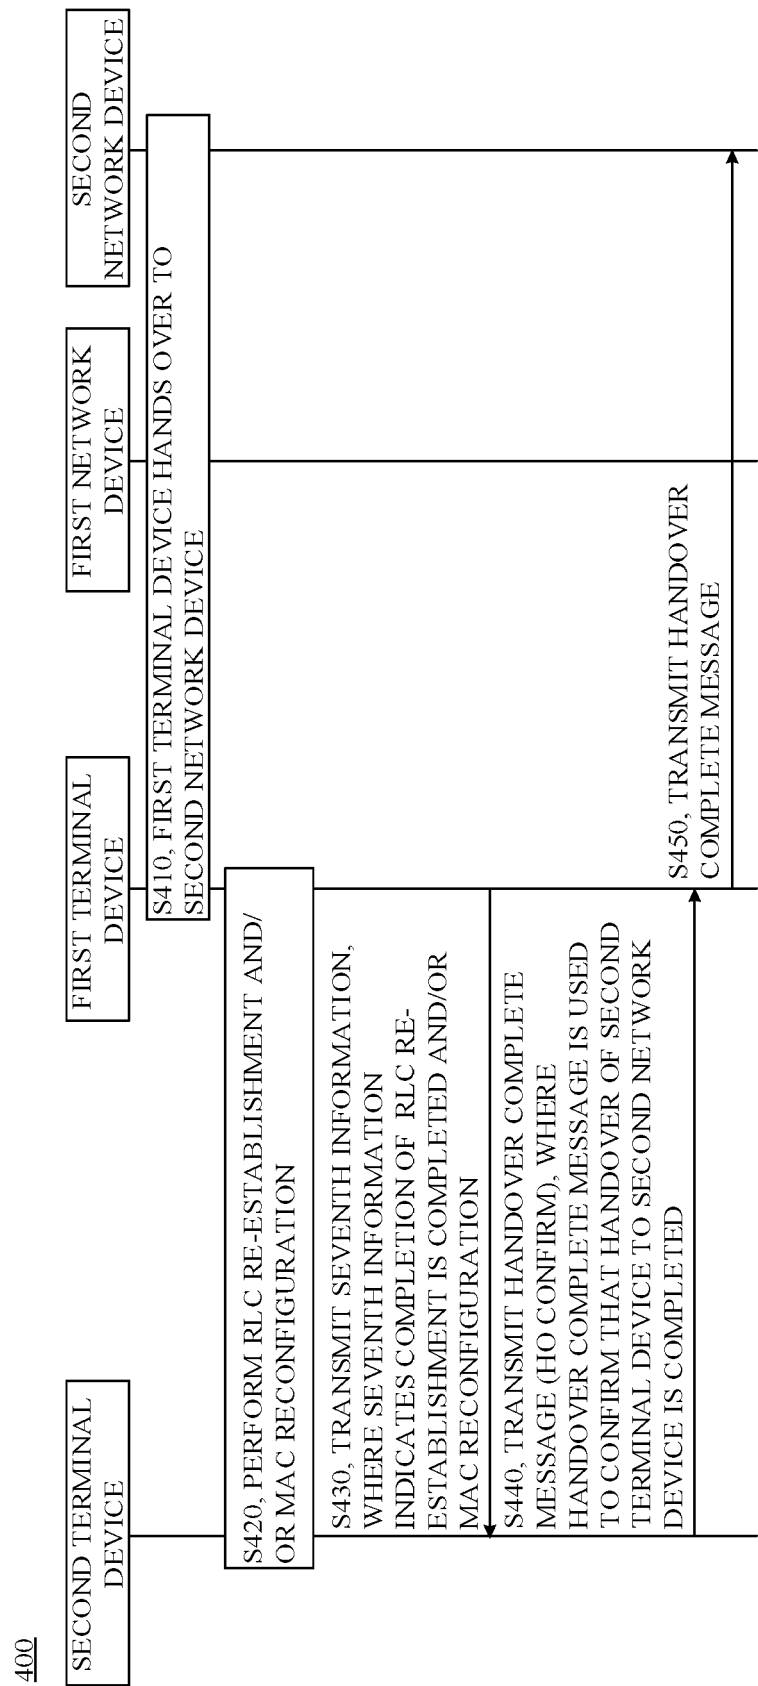 400
SECOND TERMINAL
DEVICE
FIRST TERMINAL
DEVICE
FIRST NETWORK
DEVICE
SECOND
NETWORK DEVICE
S410, FIRST TERMINAL DEVICE HANDS OVER TO
SECOND NETWORK DEVICE
S420, PERFORM RLC RE-ESTABLISHMENT AND/
OR MAC RECONFIGURATION
S430, TRANSMIT SEVENTH INFORMATION,
WHERE SEVENTH INFORMATION
INDICATES COMPLETION OF RLC RE-
ESTABLISHMENT IS COMPLETED AND/OR
MAC RECONFIGURATION
S440, TRANSMIT HANDOVER COMPLETE
MESSAGE (HO CONFIRM), WHERE
HANDOVER COMPLETE MESSAGE IS USED
TO CONFIRM THAT HANDOVER OF SECOND
TERMINAL DEVICE TO SECOND NETWORK
DEVICE IS COMPLETED
S450, TRANSMIT HANDOVER
COMPLETE MESSAGE